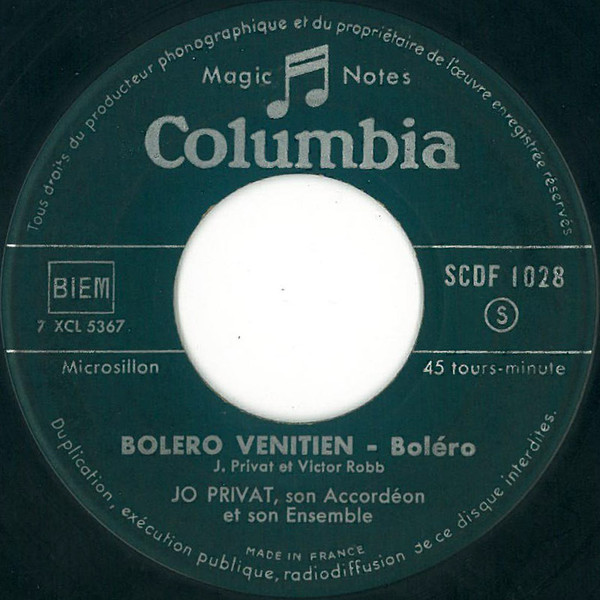 Tous droits du producteur phonographique et du propriétaire de l'œuvre enregistrée réservés
Magic Notes
Columbia
BIEM
SCDF 1028
S
7 XCL 5367
Microsillon
45 tours-minute
BOLERO VENITIEN - Boléro
J. Privat et Victor Robb
JO PRIVAT, son Accordéon
et son Ensemble
MADE IN FRANCE
Duplication, exécution publique, radiodiffusion de ce disque interdites.